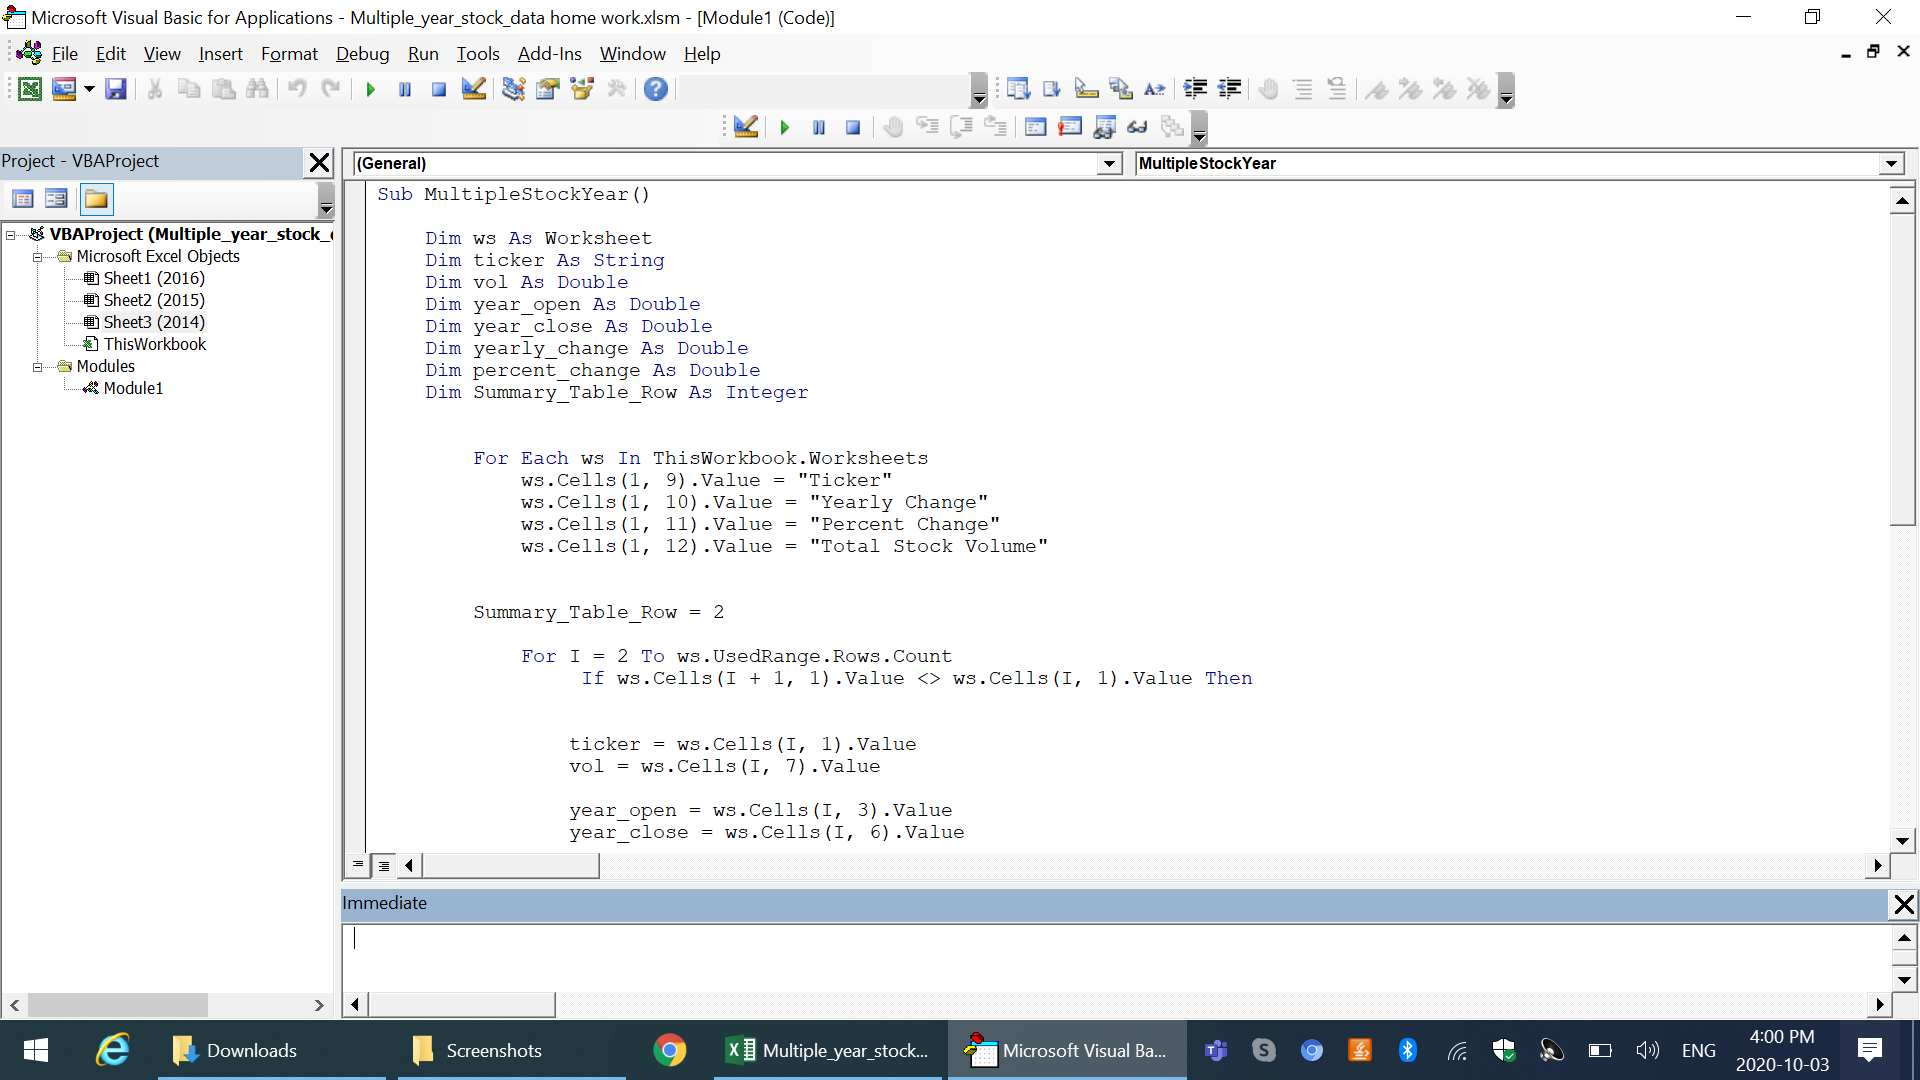 Microsoft Visual Basic for Applications - Multiple_year_stock_data home work.xlsm - [Module1 (Code)]
File Edit View Insert Format Debug Run Tools Add-Ins Window Help
Project - VBAProject
VBAProject (Multiple_year_stock_
Microsoft Excel Objects
Sheet1 (2016)
Sheet2 (2015)
Sheet3 (2014)
ThisWorkbook
Modules
Module1
(General) MultipleStockYear
Sub MultipleStockYear()
Dim ws As Worksheet
Dim ticker As String
Dim vol As Double
Dim year_open As Double
Dim year_close As Double
Dim yearly_change As Double
Dim percent_change As Double
Dim Summary_Table_Row As Integer
For Each ws In ThisWorkbook.Worksheets
ws.Cells(1, 9).Value = "Ticker"
ws.Cells(1, 10).Value = "Yearly Change"
ws.Cells(1, 11).Value = "Percent Change"
ws.Cells(1, 12).Value = "Total Stock Volume"
Summary_Table_Row = 2
For I = 2 To ws.UsedRange.Rows.Count
If ws.Cells(I + 1, 1).Value <> ws.Cells(I, 1).Value Then
ticker = ws.Cells(I, 1).Value
vol = ws.Cells(I, 7).Value
year_open = ws.Cells(I, 3).Value
year_close = ws.Cells(I, 6).Value
Immediate
Downloads
Screenshots
Multiple_year_stock...
Microsoft Visual Ba...
ENG
4:00 PM
2020-10-03